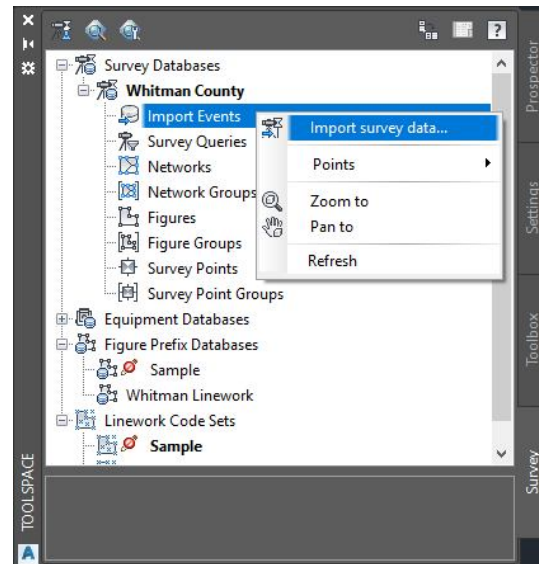 ?
Survey Databases
Whitman County
Import Events
Survey Queries
Networks
Network Groups
Figures
Figure Groups
Survey Points
Survey Point Groups
Equipment Databases
Figure Prefix Databases
Sample
Whitman Linework
Linework Code Sets
Sample
Import survey data...
Points
Zoom to
Pan to
Refresh
Prospector
Settings
Toolbox
Survey
TOOLSPACE
A